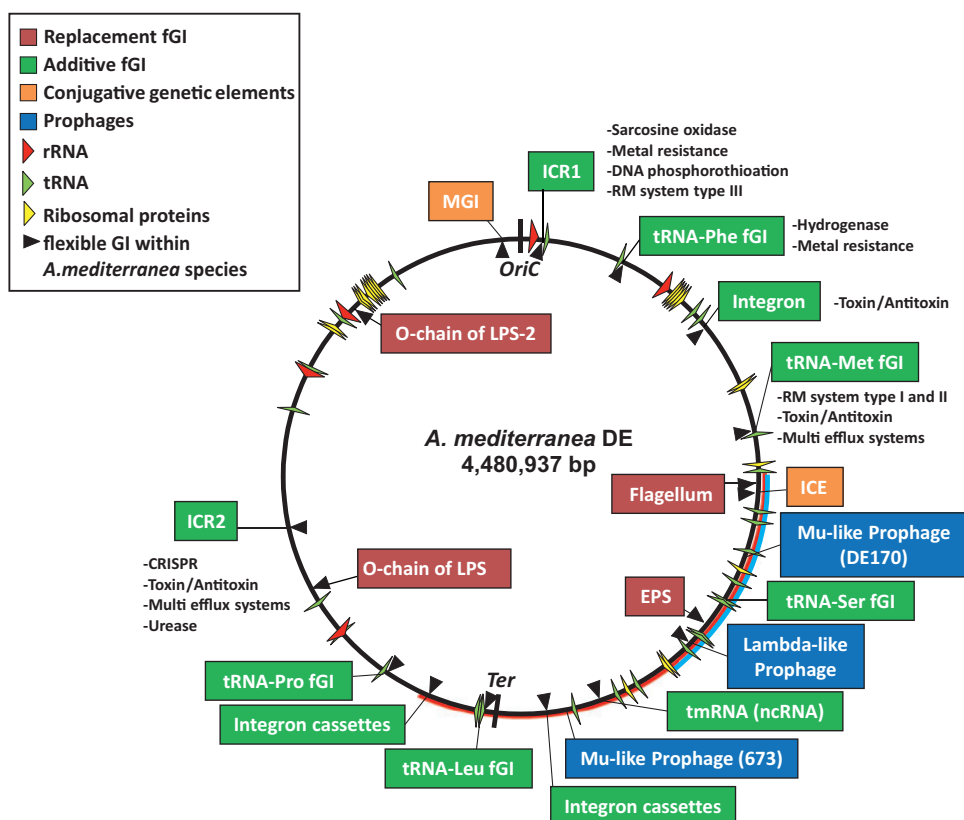 Replacement fGI
Additive fGI
Conjugative genetic elements
Prophages
rRNA
tRNA
Ribosomal proteins
flexible GI within
A.mediterranea species
-Sarcosine oxidase
-Metal resistance
-DNA phosphorothioation
-RM system type III
ICR1
MGI
OriC
tRNA-Phe fGI
-Hydrogenase
-Metal resistance
Integron
-Toxin/Antitoxin
O-chain of LPS-2
tRNA-Met fGI
-RM system type I and II
-Toxin/Antitoxin
-Multi efflux systems
A. mediterranea DE
4,480,937 bp
Flagellum
ICE
ICR2
-CRISPR
-Toxin/Antitoxin
-Multi efflux systems
-Urease
Mu-like Prophage
(DE170)
O-chain of LPS
EPS
tRNA-Ser fGI
Lambda-like
Prophage
tRNA-Pro fGI
Ter
tmRNA (ncRNA)
Integron cassettes
tRNA-Leu fGI
Mu-like Prophage (673)
Integron cassettes